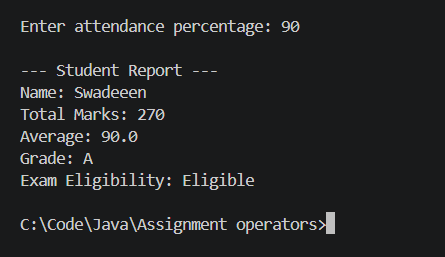 Enter attendance percentage: 90
--- Student Report ---
Name: Swadeeen
Total Marks: 270
Average: 90.0
Grade: A
Exam Eligibility: Eligible
C:\Code\Java\Assignment operators>